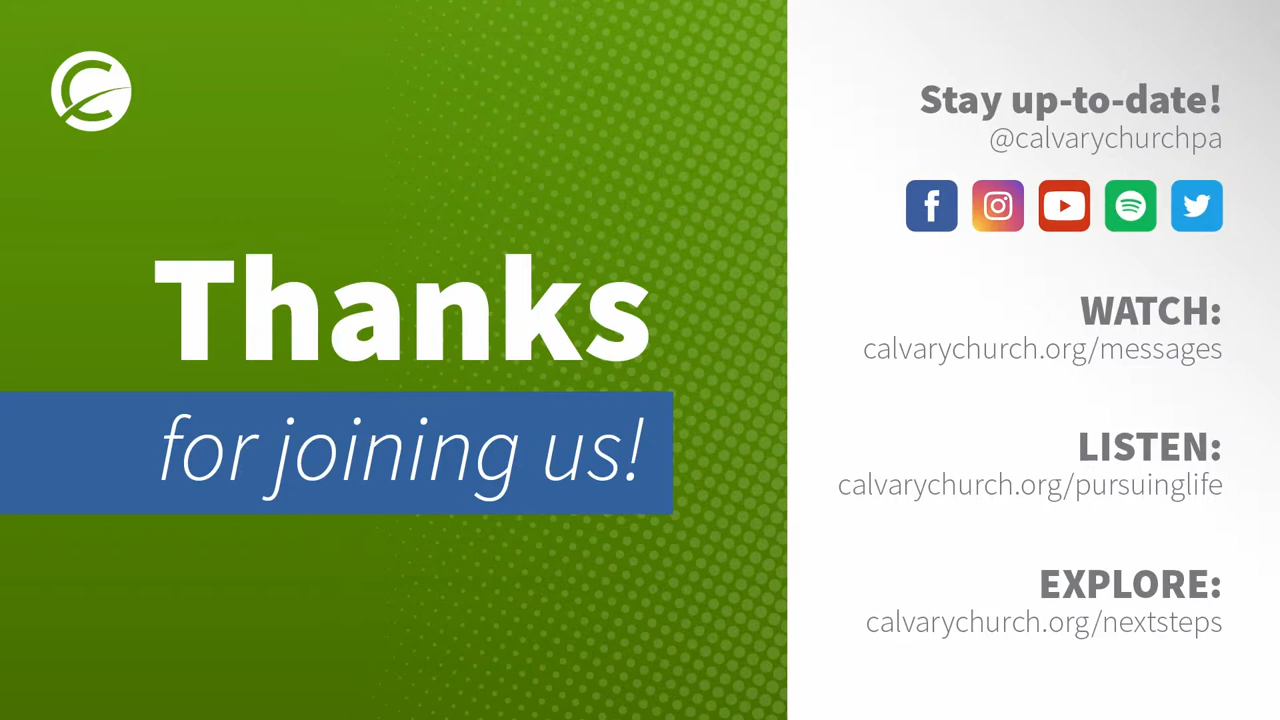 Thanks
for joining us!
Stay up-to-date!
@calvarychurchpa
WATCH:
calvarychurch.org/messages
LISTEN:
calvarychurch.org/pursuinglife
EXPLORE:
calvarychurch.org/nextsteps